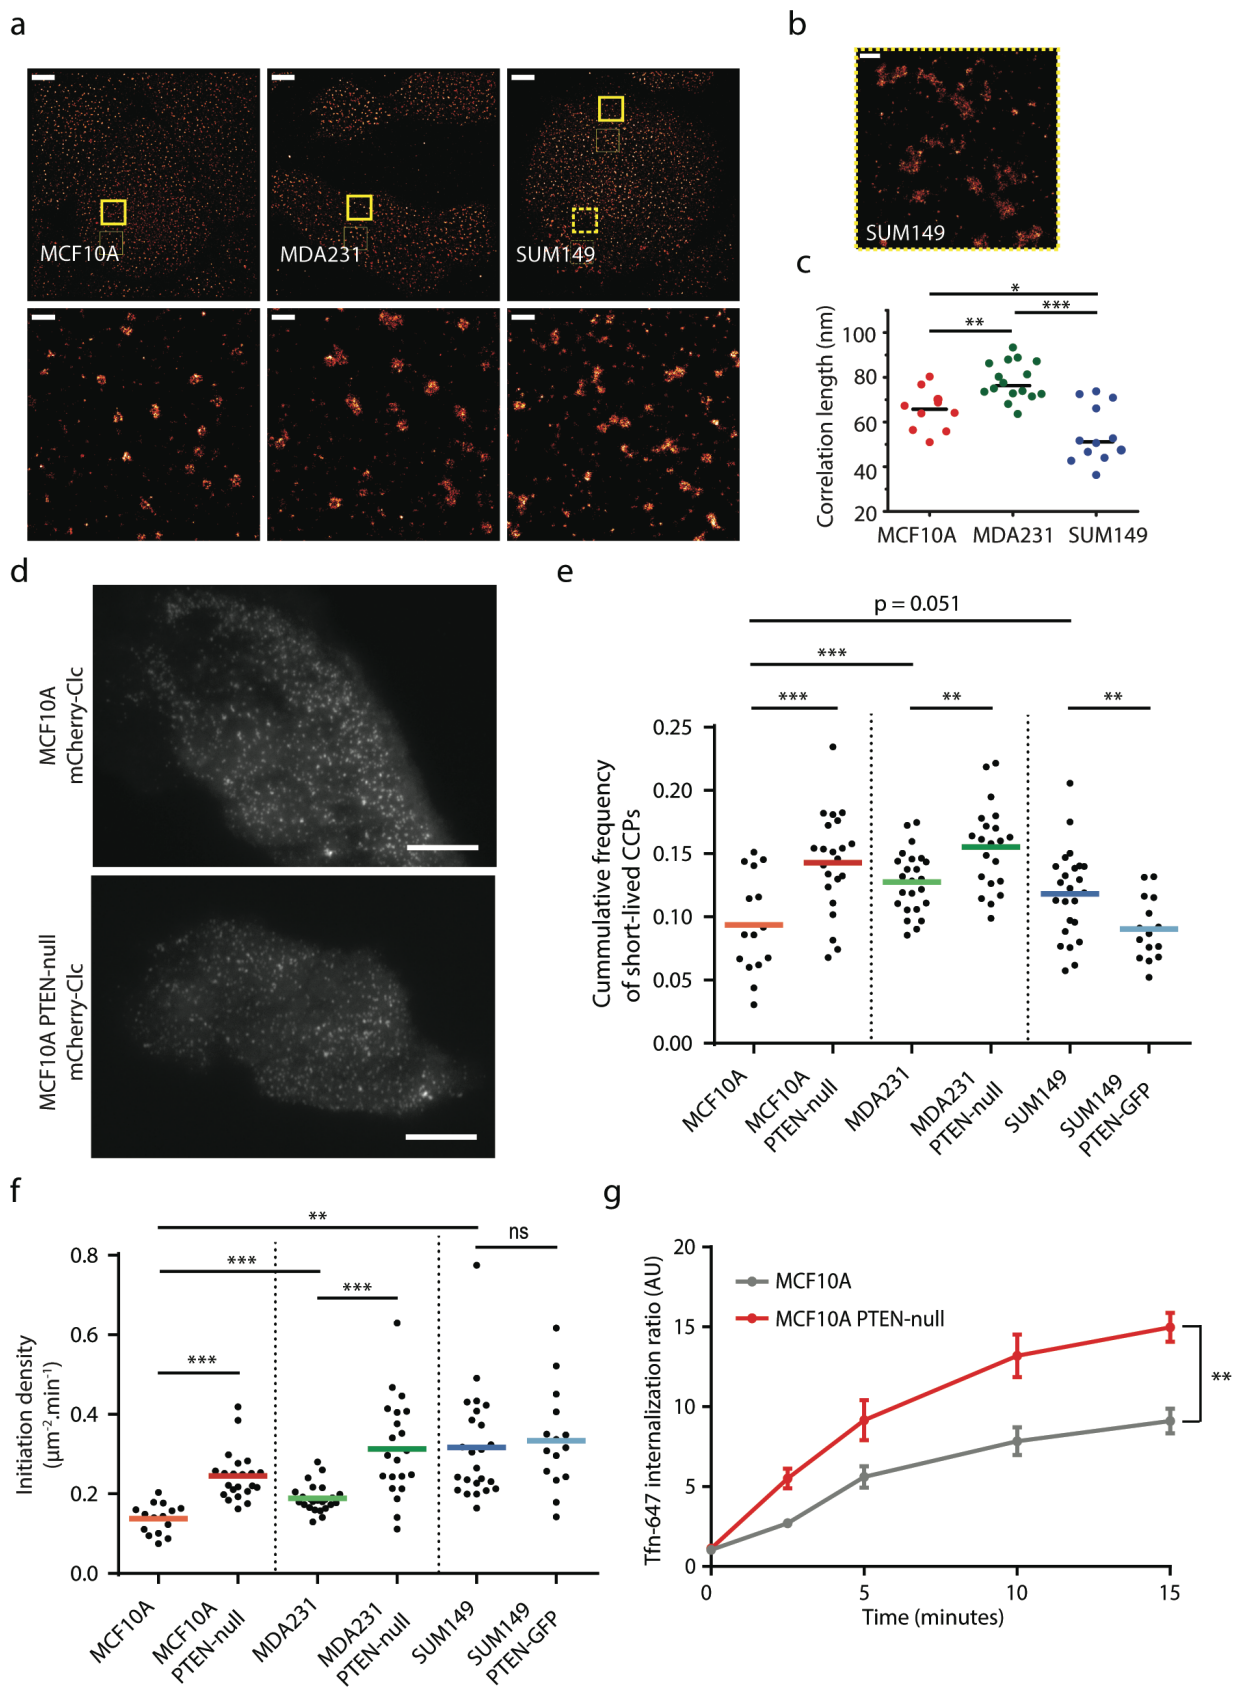 a
MCF10A
MDA231
SUM149
b
SUM149
c
*
***
**
Correlation length (nm)
100
80
60
40
20
MCF10A
MDA231
SUM149
d
MCF10A
mCherry-Clc
MCF10A PTEN-null
mCherry-Clc
e
p = 0.051
***
***
**
**
Cummulative frequency
of short-lived CCPs
0.25
0.20
0.15
0.10
0.05
0.00
MCF10A
MCF10A
PTEN-null
MDA231
MDA231
PTEN-null
SUM149
SUM149
PTEN-GFP
f
**
ns
***
***
***
Initiation density
(µm⁻².min⁻¹)
0.8
0.6
0.4
0.2
0.0
MCF10A
MCF10A
PTEN-null
MDA231
MDA231
PTEN-null
SUM149
SUM149
PTEN-GFP
g
Tfn-647 internalization ratio (AU)
20
15
10
5
0
MCF10A
MCF10A PTEN-null
**
0
5
10
15
Time (minutes)